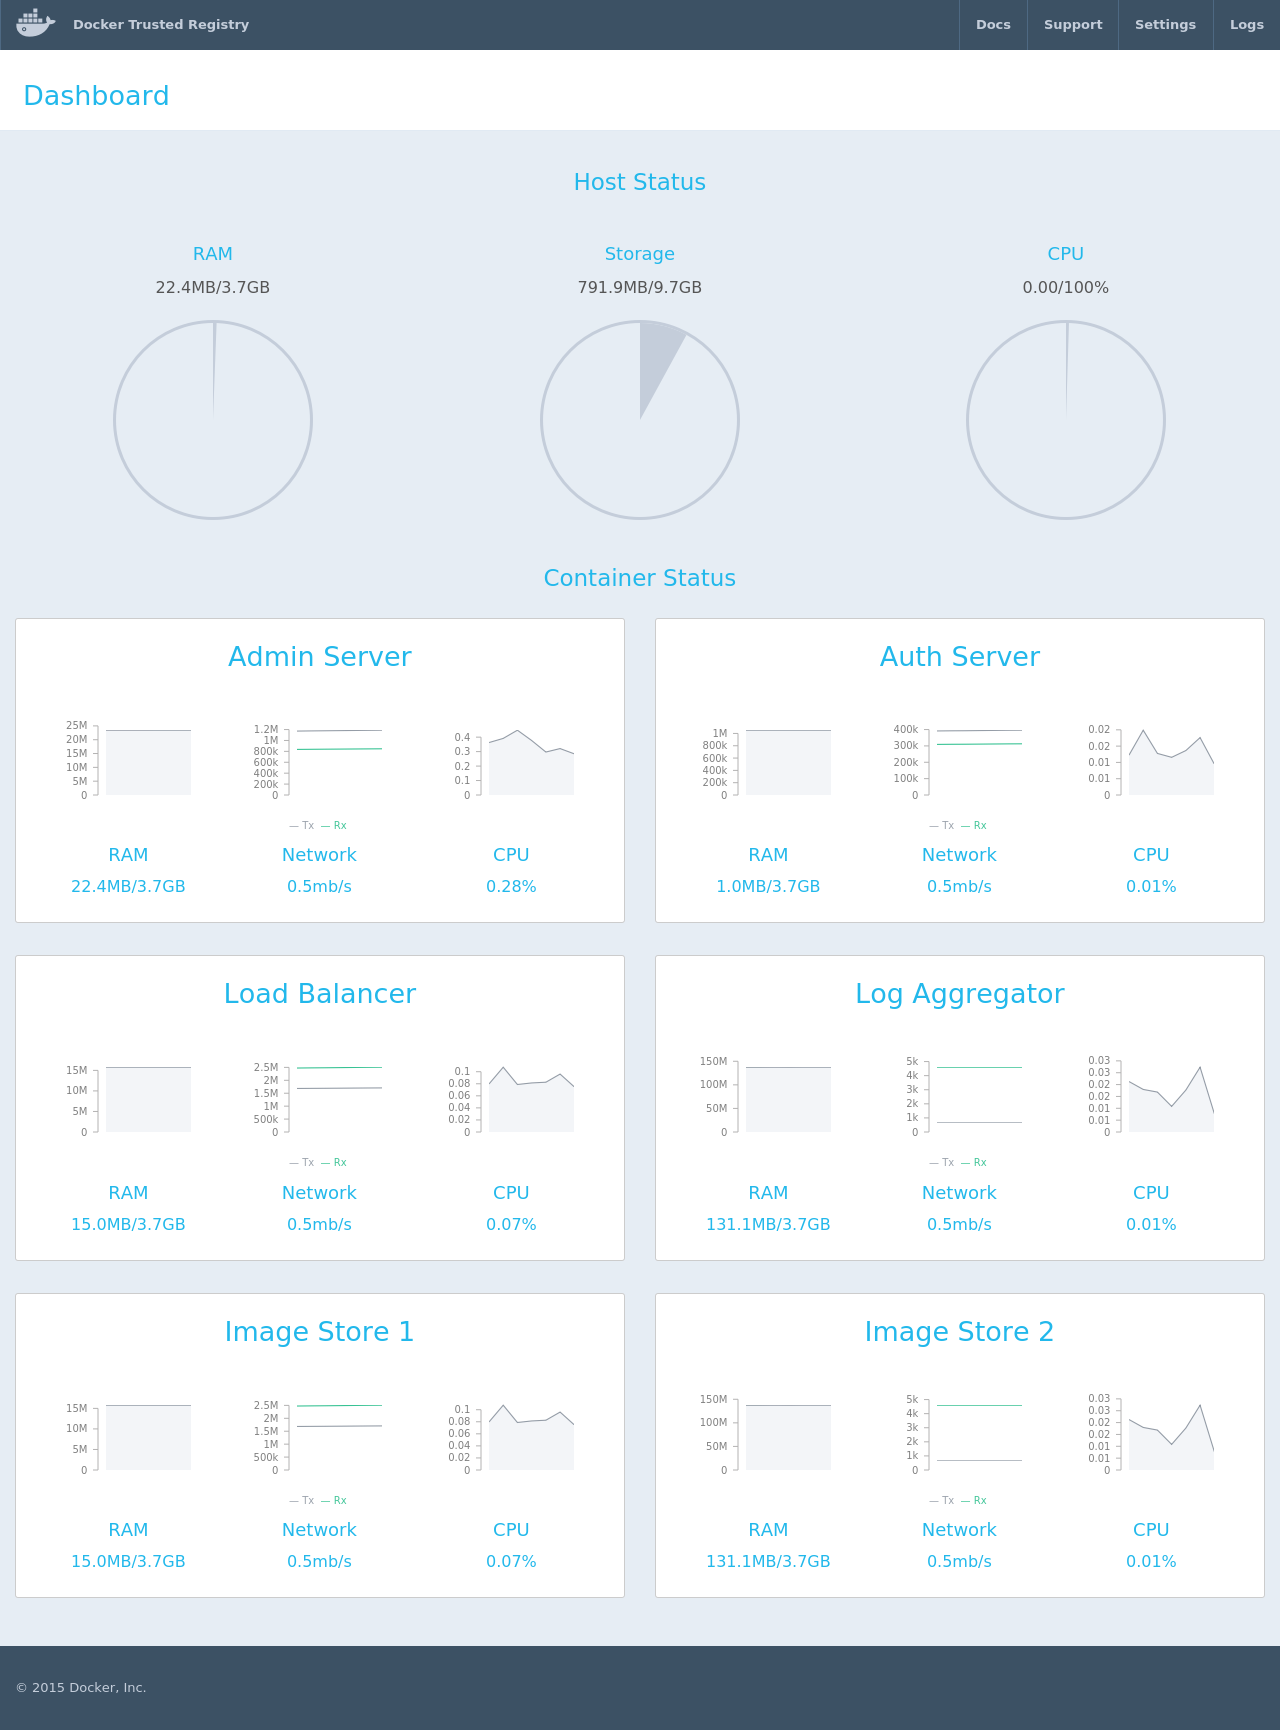 Docker Trusted Registry
Docs
Support
Settings
Logs
Dashboard
Host Status
RAM
22.4MB/3.7GB
Storage
791.9MB/9.7GB
CPU
0.00/100%
Container Status
Admin Server
25M
20M
15M
10M
5M
0
1.2M
1M
800k
600k
400k
200k
0
— Tx — Rx
0.4
0.3
0.2
0.1
0
RAM
22.4MB/3.7GB
Network
0.5mb/s
CPU
0.28%
Auth Server
1M
800k
600k
400k
200k
0
400k
300k
200k
100k
0
— Tx — Rx
0.02
0.02
0.01
0.01
0
RAM
1.0MB/3.7GB
Network
0.5mb/s
CPU
0.01%
Load Balancer
15M
10M
5M
0
2.5M
2M
1.5M
1M
500k
0
— Tx — Rx
0.1
0.08
0.06
0.04
0.02
0
RAM
15.0MB/3.7GB
Network
0.5mb/s
CPU
0.07%
Log Aggregator
150M
100M
50M
0
5k
4k
3k
2k
1k
0
— Tx — Rx
0.03
0.03
0.02
0.02
0.01
0.01
0
RAM
131.1MB/3.7GB
Network
0.5mb/s
CPU
0.01%
Image Store 1
15M
10M
5M
0
2.5M
2M
1.5M
1M
500k
0
— Tx — Rx
0.1
0.08
0.06
0.04
0.02
0
RAM
15.0MB/3.7GB
Network
0.5mb/s
CPU
0.07%
Image Store 2
150M
100M
50M
0
5k
4k
3k
2k
1k
0
— Tx — Rx
0.03
0.03
0.02
0.02
0.01
0.01
0
RAM
131.1MB/3.7GB
Network
0.5mb/s
CPU
0.01%
© 2015 Docker, Inc.